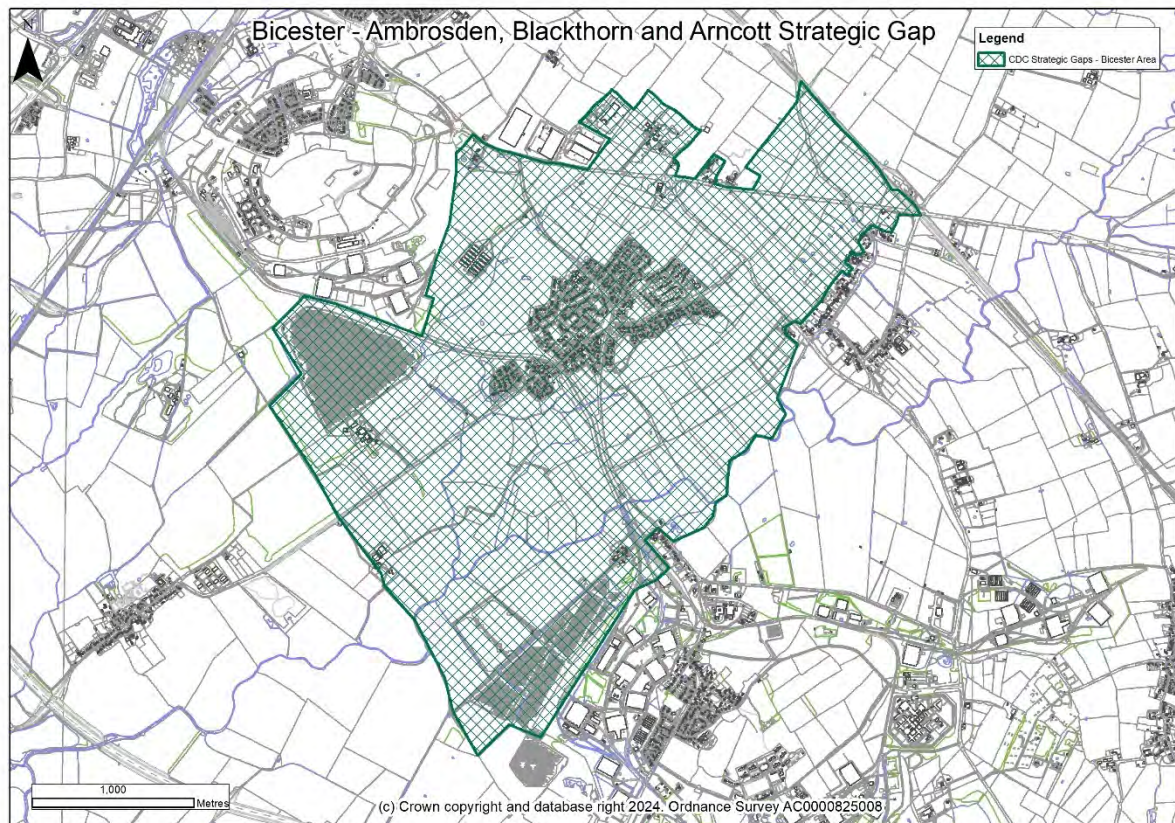 Bicester - Ambrosden, Blackthorn and Arncott Strategic Gap
N
Legend
CDC Strategic Gaps - Bicester Area
1,000
Metres
(c) Crown copyright and database right 2024. Ordnance Survey AC0000825008